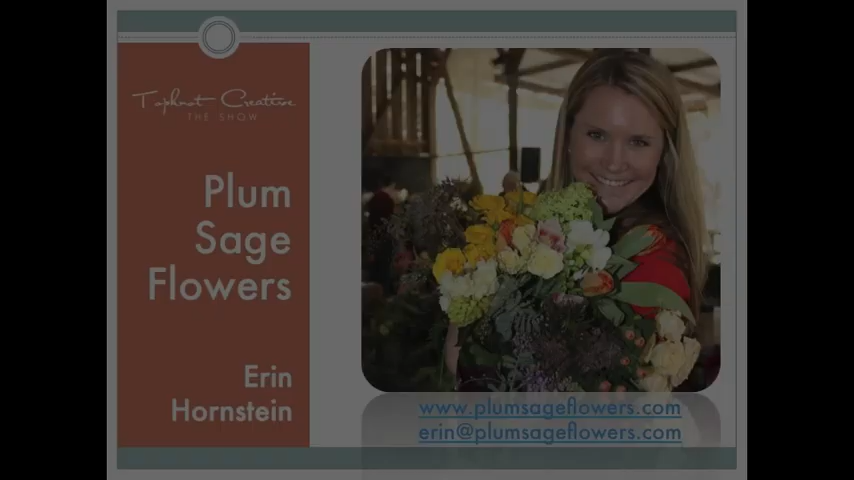 Topknot Creative
THE SHOW
Plum
Sage
Flowers
Erin
Hornstein
www.plumsageflowers.com
erin@plumsageflowers.com